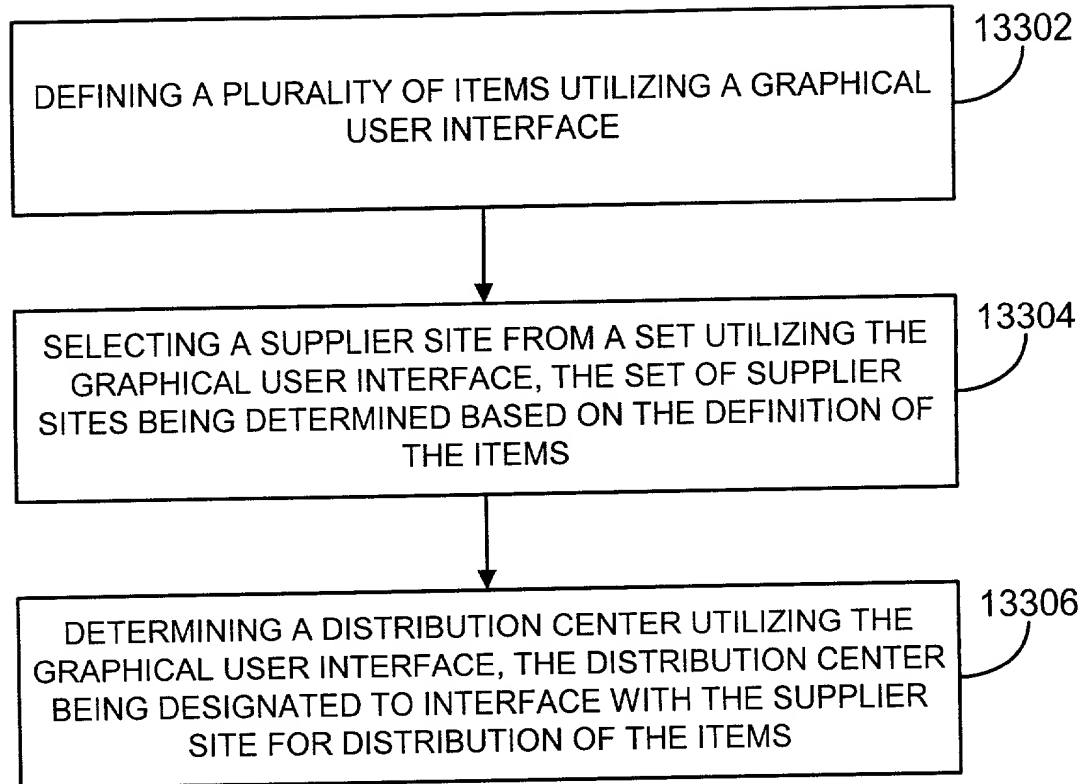 13302
DEFINING A PLURALITY OF ITEMS UTILIZING A GRAPHICAL
USER INTERFACE
13304
SELECTING A SUPPLIER SITE FROM A SET UTILIZING THE
GRAPHICAL USER INTERFACE, THE SET OF SUPPLIER
SITES BEING DETERMINED BASED ON THE DEFINITION OF
THE ITEMS
13306
DETERMINING A DISTRIBUTION CENTER UTILIZING THE
GRAPHICAL USER INTERFACE, THE DISTRIBUTION CENTER
BEING DESIGNATED TO INTERFACE WITH THE SUPPLIER
SITE FOR DISTRIBUTION OF THE ITEMS